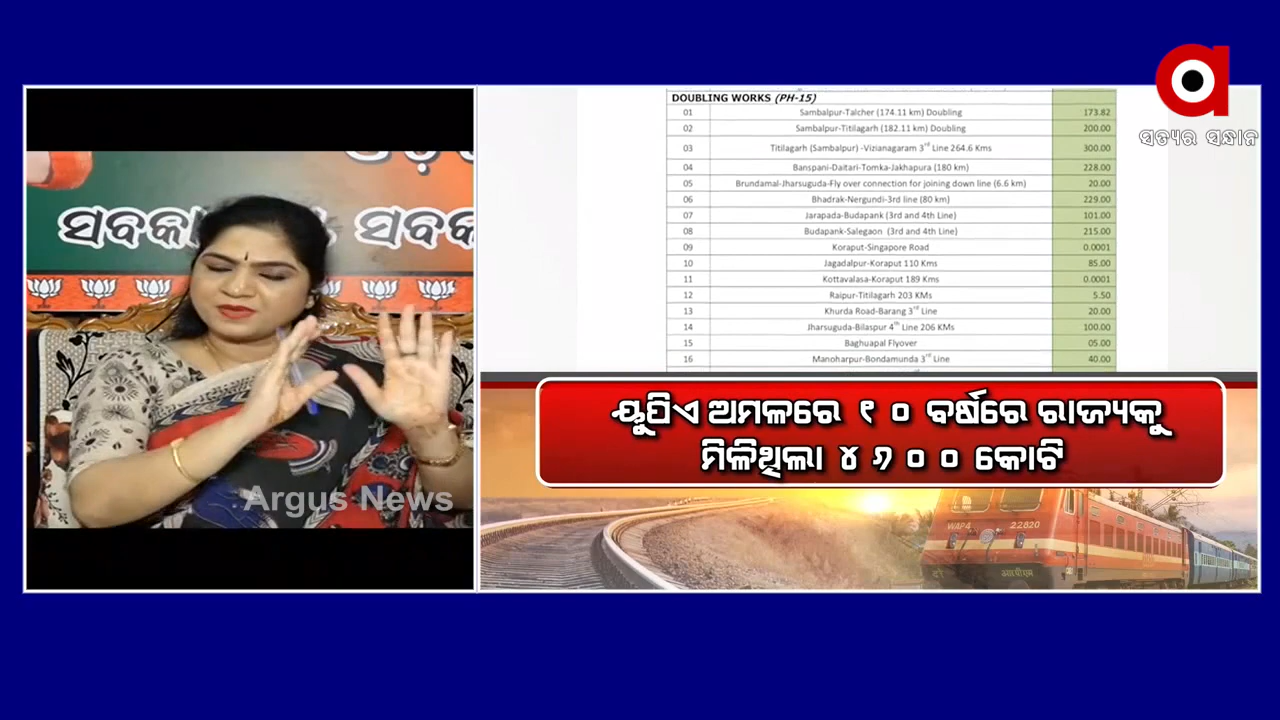 ସତ୍ୟର ସନ୍ଧାନ
ସବକା ସବକା
Argus News
DOUBLING WORKS (PH-15)
01 Sambalpur-Talcher (174.11 km) Doubling 173.82
02 Sambalpur-Titilagarh (182.11 km) Doubling 200.00
03 Titilagarh (Sambalpur) -Vizianagaram 3rd Line 264.6 Kms 300.00
04 Banspani-Daitari-Tomka-Jakhapura (180 km) 228.00
05 Brundamal-Jharsuguda-Fly over connection for joining down line (6.6 km) 20.00
06 Bhadrak-Nergundi-3rd line (80 km) 229.00
07 Jarapada-Budapank (3rd and 4th Line) 101.00
08 Budapank-Salegaon (3rd and 4th Line) 215.00
09 Koraput-Singapore Road 0.0001
10 Jagadalpur-Koraput 110 Kms 85.00
11 Kottavalasa-Koraput 189 Kms 0.0001
12 Raipur-Titilagarh 203 KMs 5.50
13 Khurda Road-Barang 3rd Line 20.00
14 Jharsuguda-Bilaspur 4th Line 206 KMs 100.00
15 Baghuapal Flyover 05.00
16 Manoharpur-Bondamunda 3rd Line 40.00
ୟୁପିଏ ଅମଳରେ ୧୦ ବର୍ଷରେ ରାଜ୍ୟକୁ
ମିଳିଥିଲା ୪୬୦୦ କୋଟି
WAP4 22820